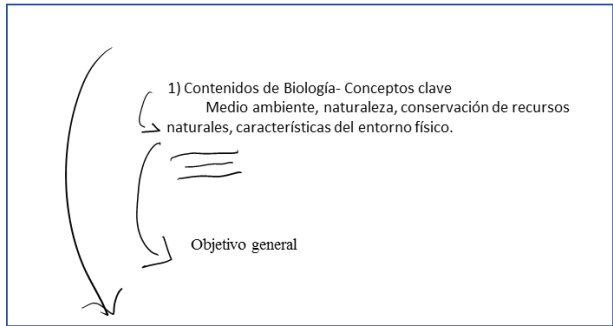 1) Contenidos de Biología- Conceptos clave
Medio ambiente, naturaleza, conservación de recursos
naturales, características del entorno físico.
Objetivo general